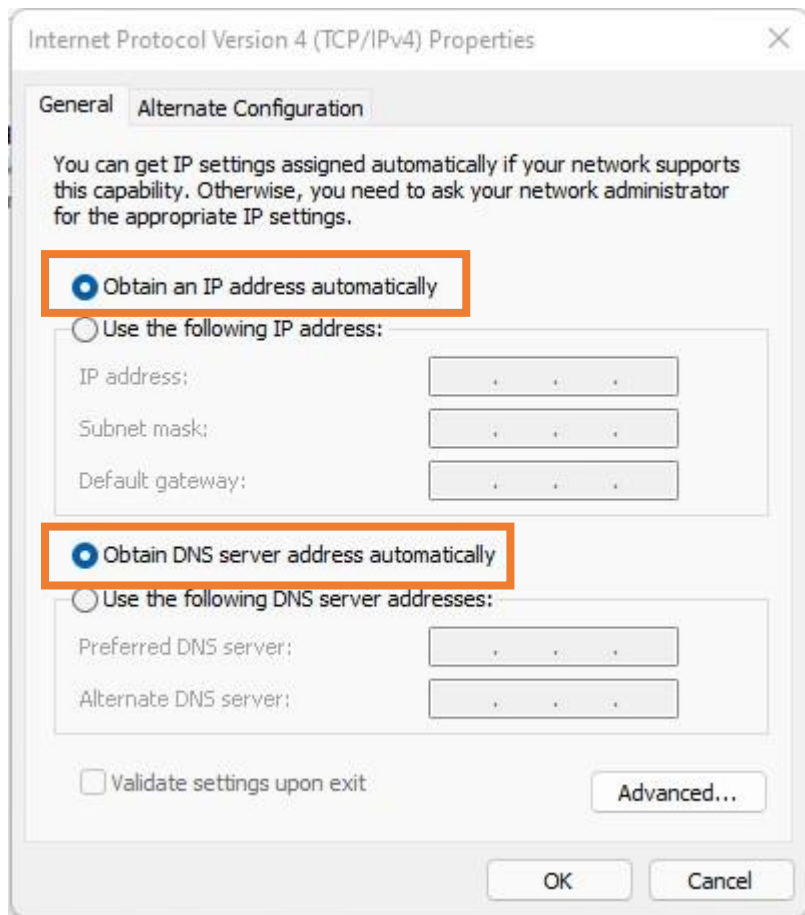 Internet Protocol Version 4 (TCP/IPv4) Properties
General
Alternate Configuration
You can get IP settings assigned automatically if your network supports
this capability. Otherwise, you need to ask your network administrator
for the appropriate IP settings.
Obtain an IP address automatically
Use the following IP address:
IP address:
Subnet mask:
Default gateway:
Obtain DNS server address automatically
Use the following DNS server addresses:
Preferred DNS server:
Alternate DNS server:
Validate settings upon exit
Advanced...
OK
Cancel